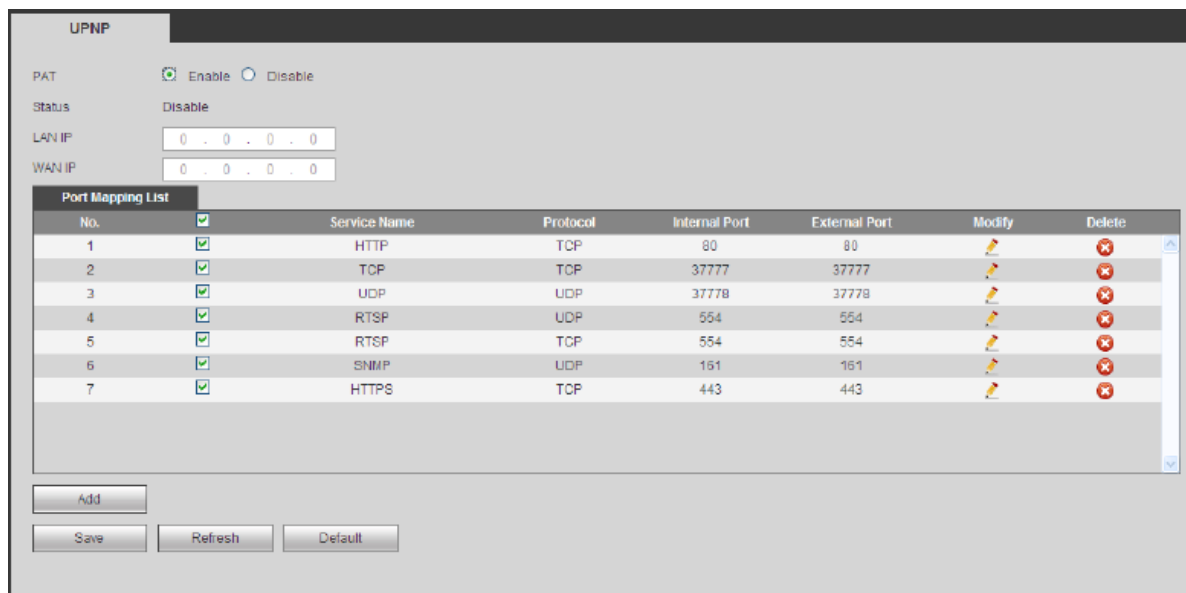 UPNP
PAT Enable Disable
Status Disable
LAN IP 0 . 0 . 0 . 0
WAN IP 0 . 0 . 0 . 0
Port Mapping List
No. Service Name Protocol Internal Port External Port Modify Delete
1 HTTP TCP 80 80
2 TCP TCP 37777 37777
3 UDP UDP 37778 37778
4 RTSP UDP 554 554
5 RTSP TCP 554 554
6 SNMP UDP 161 161
7 HTTPS TCP 443 443
Add
Save Refresh Default